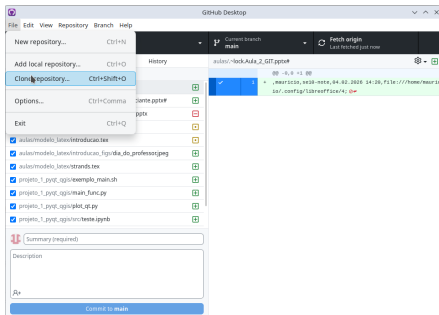 GitHub Desktop
File Edit View Repository Branch Help
New repository... Ctrl+N
Add local repository... Ctrl+O
Clone repository... Ctrl+Shift+O
Options... Ctrl+Comma
Exit Ctrl+Q
Current branch
main
Fetch origin
Last fetched just now
History
aulas/.~lock.Aula_2_GIT.pptx#
@@ -0,0 +1 @@
1 + ,mauricio,
04.02.2026 14:20,file:///home/mauric
io/.config/libreoffice/4;
ciante.pptx#
pptx
aulas/modelo_latex/introducao.tex
aulas/modelo_latex/introducao_figs/dia_do_professor.jpeg
aulas/modelo_latex/strands.tex
projeto_1_pyqt_qgis/exemplo_main.sh
projeto_1_pyqt_qgis/main_func.py
projeto_1_pyqt_qgis/plot_qt.py
projeto_1_pyqt_qgis/src/teste.ipynb
Summary (required)
Description
Commit to main